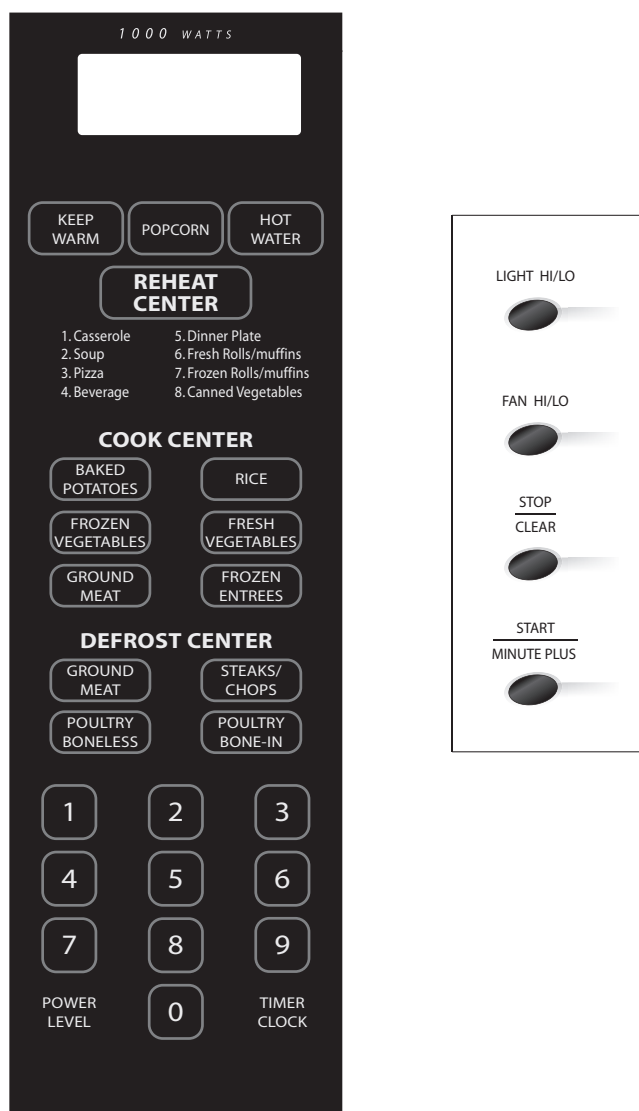 1000 WATTS
KEEP
WARM
POPCORN
HOT
WATER
REHEAT
CENTER
1. Casserole
2. Soup
3. Pizza
4. Beverage
5. Dinner Plate
6. Fresh Rolls/muffins
7. Frozen Rolls/muffins
8. Canned Vegetables
COOK CENTER
BAKED
POTATOES
RICE
FROZEN
VEGETABLES
FRESH
VEGETABLES
GROUND
MEAT
FROZEN
ENTREES
DEFROST CENTER
GROUND
MEAT
STEAKS/
CHOPS
POULTRY
BONELESS
POULTRY
BONE-IN
1 2 3
4 5 6
7 8 9
POWER
LEVEL
0
TIMER
CLOCK
LIGHT HI/LO
FAN HI/LO
STOP
CLEAR
START
MINUTE PLUS